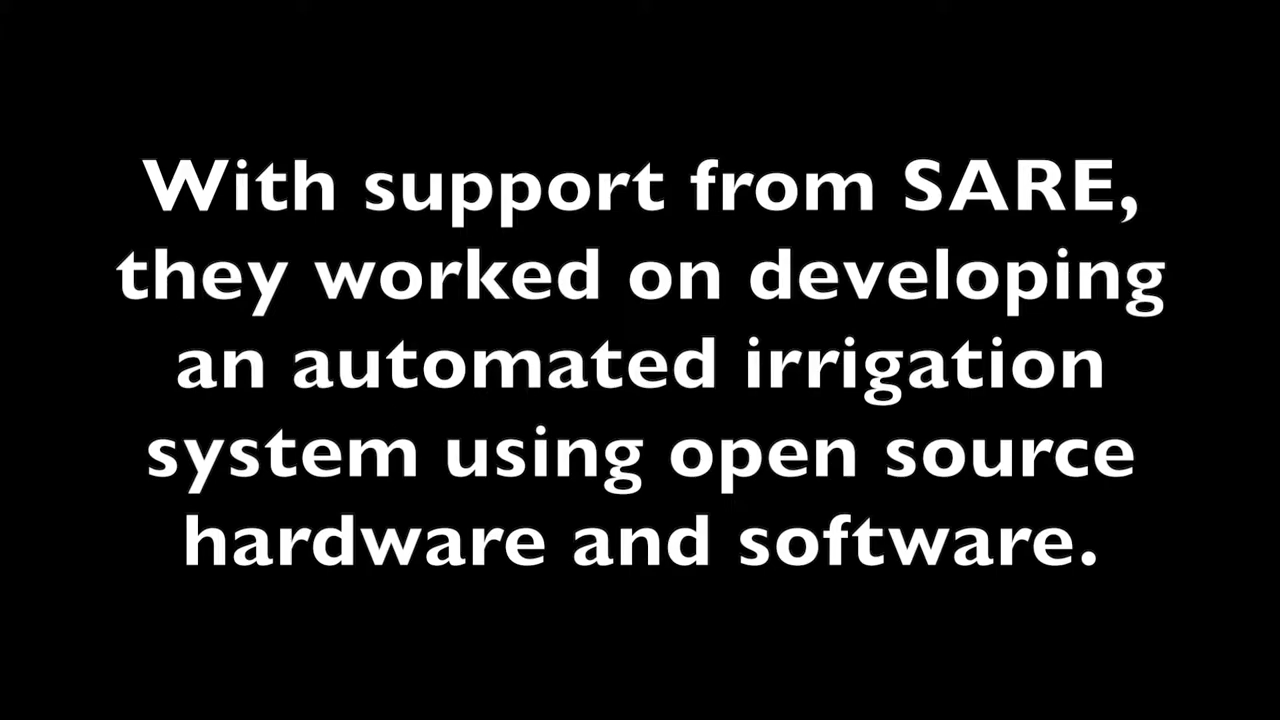 With support from SARE,
they worked on developing
an automated irrigation
system using open source
hardware and software.